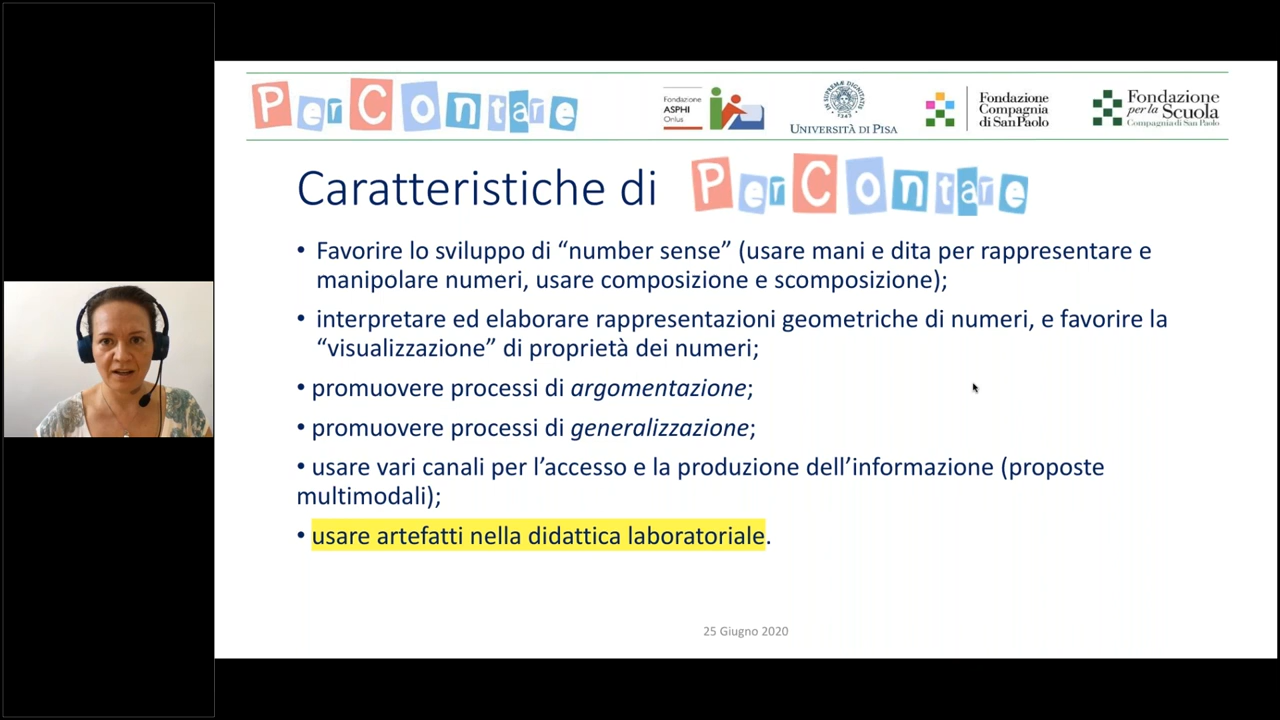 PerContare
Fondazione
ASPHI
Onlus
UNIVERSITÀ DI PISA
Fondazione
Compagnia
di SanPaolo
Fondazione
per la Scuola
Compagnia di San Paolo
Caratteristiche di PerContare
• Favorire lo sviluppo di “number sense” (usare mani e dita per rappresentare e
manipolare numeri, usare composizione e scomposizione);
• interpretare ed elaborare rappresentazioni geometriche di numeri, e favorire la
“visualizzazione” di proprietà dei numeri;
• promuovere processi di argomentazione;
• promuovere processi di generalizzazione;
• usare vari canali per l’accesso e la produzione dell’informazione (proposte
multimodali);
• usare artefatti nella didattica laboratoriale.
25 Giugno 2020